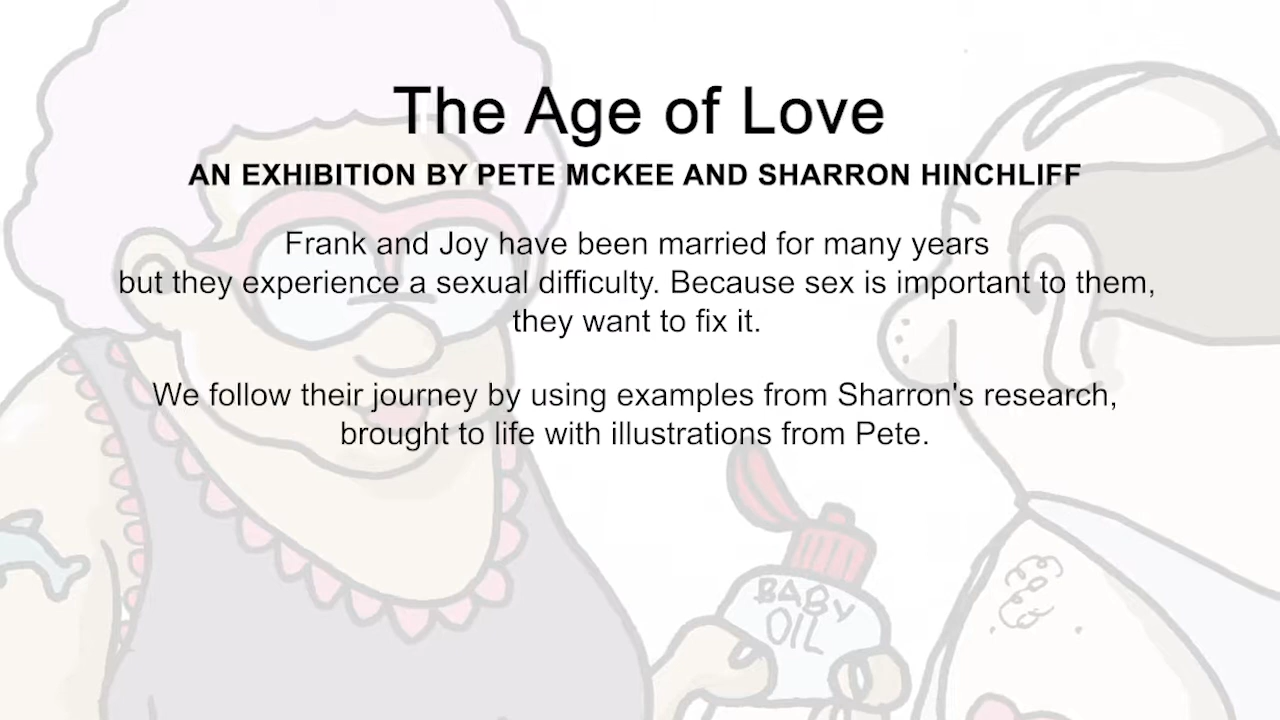 The Age of Love
AN EXHIBITION BY PETE MCKEE AND SHARRON HINCHLIFF
Frank and Joy have been married for many years
but they experience a sexual difficulty. Because sex is important to them,
they want to fix it.
We follow their journey by using examples from Sharron's research,
brought to life with illustrations from Pete.
BABY
OIL